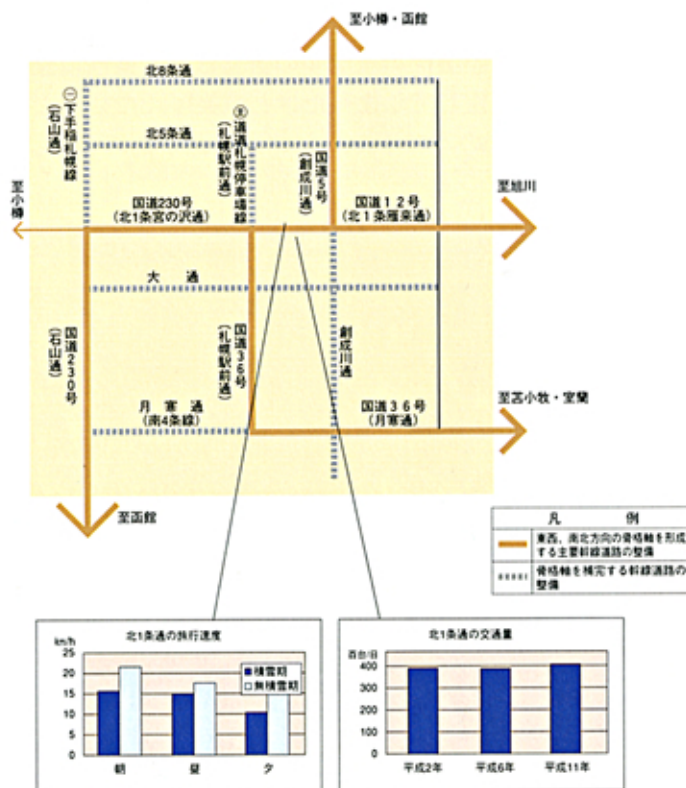 至小樽・函館
北8条通
㊀下手稲札幌線
(石山通)
北5条通
㊇道道札幌停車場線
(札幌駅前通)
国道5号
(創成川通)
至小樽
国道230号
(北1条宮の沢通)
国道12号
(北1条雁来通)
至旭川
大通
国道230号
(石山通)
国道36号
(札幌駅前通)
創成川通
月寒通
(南4条線)
国道36号
(月寒通)
至苫小牧・室蘭
至函館
凡例
東西、南北方向の骨格軸を形成
する主要幹線道路の整備
骨格軸を補完する幹線道路の
整備
北1条通の旅行速度
km/h
25
20
15
10
5
0
積雪期
無積雪期
朝
昼
夕
北1条通の交通量
百台/日
400
300
200
100
0
平成2年
平成6年
平成11年